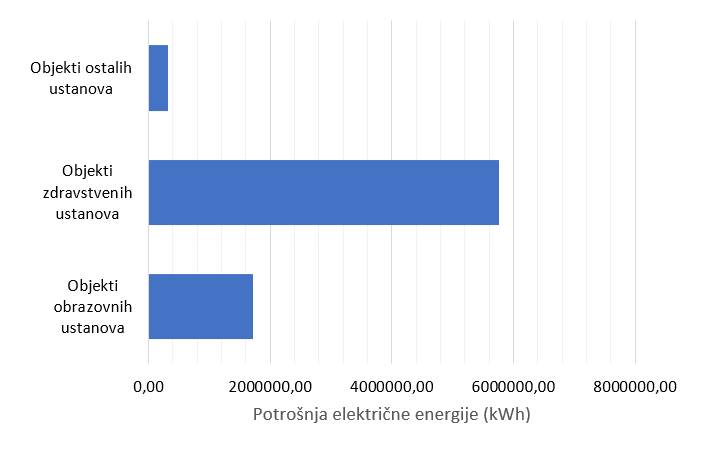 Objekti ostalih
ustanova
Objekti
zdravstvenih
ustanova
Objekti
obrazovnih
ustanova
0,00 2000000,00 4000000,00 6000000,00 8000000,00
Potrošnja električne energije (kWh)